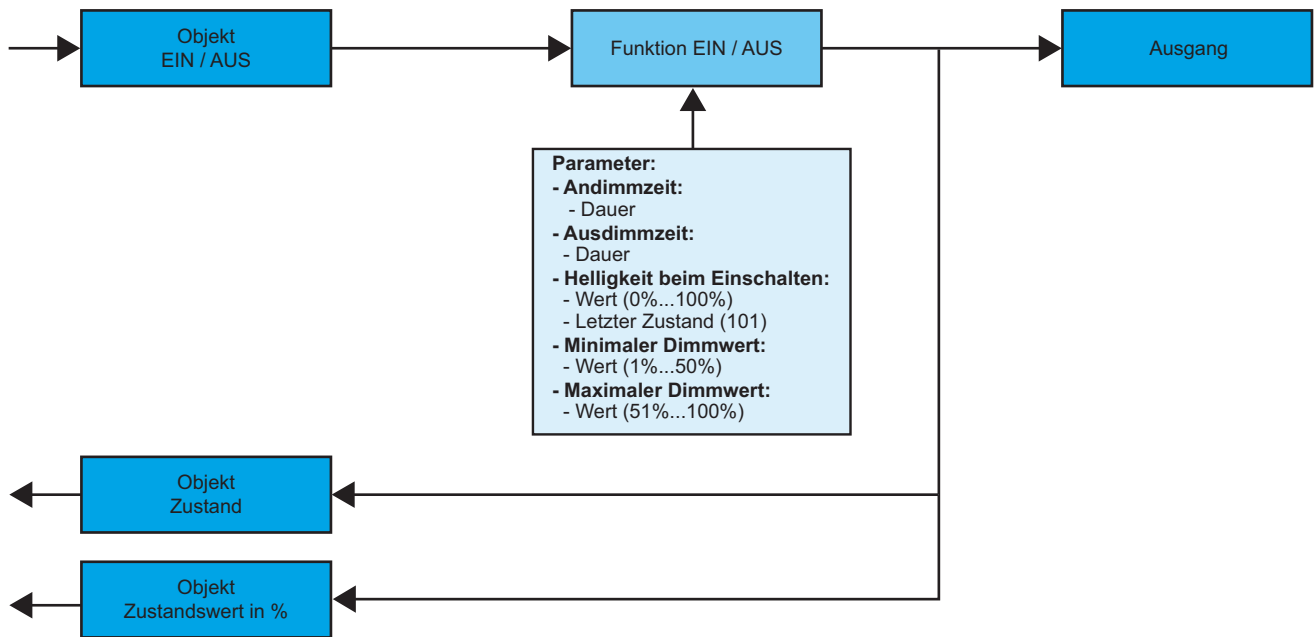 Objekt
EIN / AUS
Funktion EIN / AUS
Ausgang
Parameter:
- Andimmzeit:
- Dauer
- Ausdimmzeit:
- Dauer
- Helligkeit beim Einschalten:
- Wert (0%...100%)
- Letzter Zustand (101)
- Minimaler Dimmwert:
- Wert (1%...50%)
- Maximaler Dimmwert:
- Wert (51%...100%)
Objekt
Zustand
Objekt
Zustandswert in %